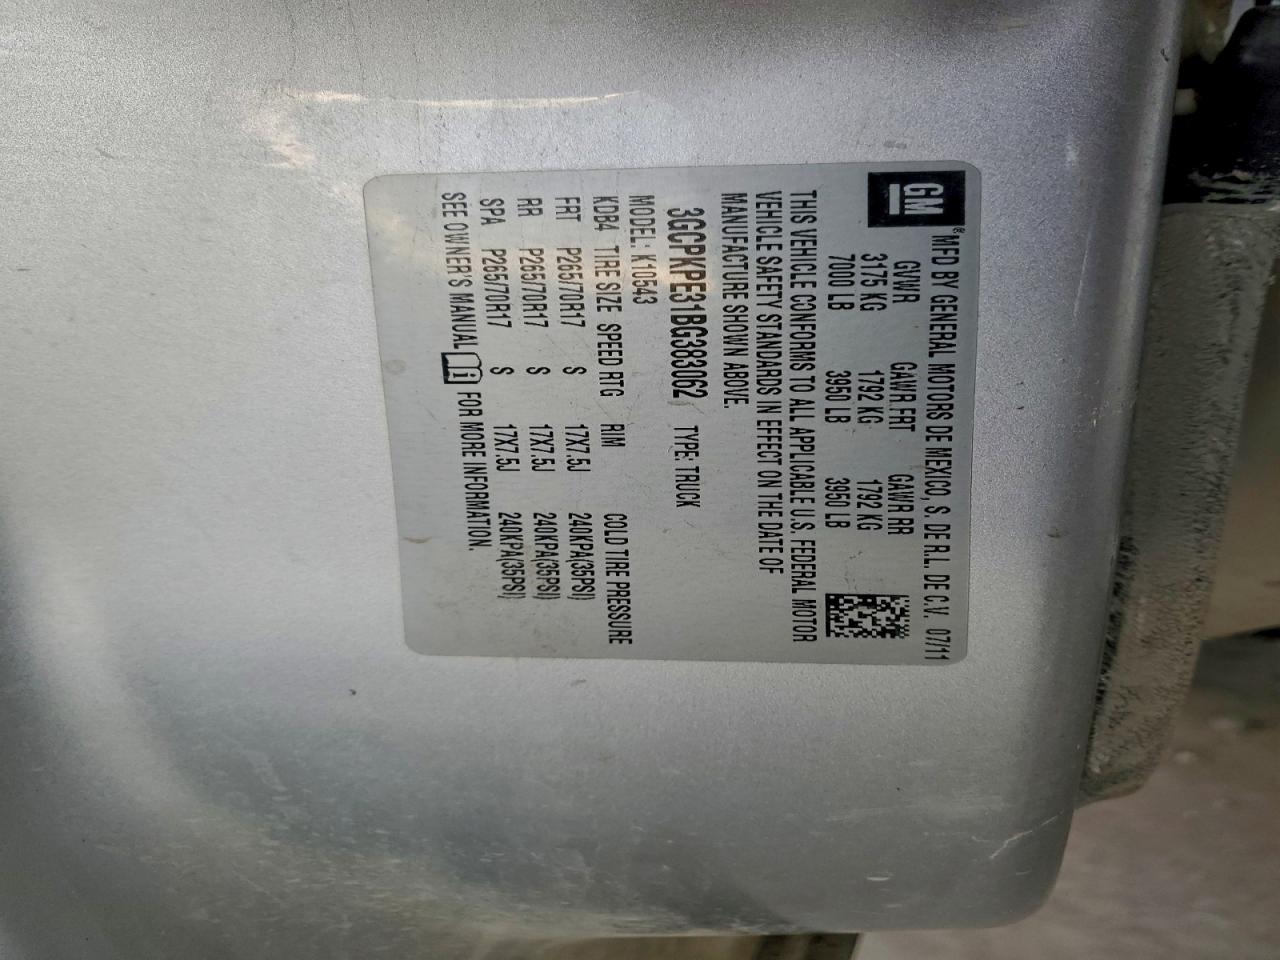 GM ® MFD BY GENERAL MOTORS DE MEXICO, S. DE R.L. DE C.V. 07/11
GVWR GAWR FRT GAWR RR
3175 KG 1792 KG 1792 KG
7000 LB 3950 LB 3950 LB
THIS VEHICLE CONFORMS TO ALL APPLICABLE U.S. FEDERAL MOTOR
VEHICLE SAFETY STANDARDS IN EFFECT ON THE DATE OF
MANUFACTURE SHOWN ABOVE.
3GCPKPE31BG383062 TYPE: TRUCK
MODEL: K10543
KDB4 TIRE SIZE SPEED RTG RIM COLD TIRE PRESSURE
FRT P265/70R17 S 17X7.5J 240KPA(35PSI)
RR P265/70R17 S 17X7.5J 240KPA(35PSI)
SPA P265/70R17 S 17X7.5J 240KPA(35PSI)
SEE OWNER'S MANUAL FOR MORE INFORMATION.